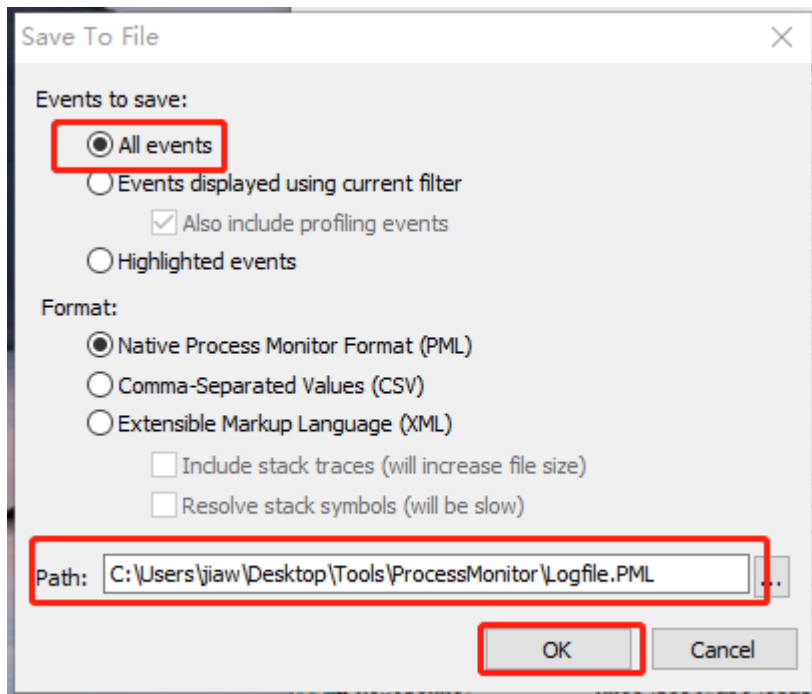 Save To File
Events to save:
All events
Events displayed using current filter
Also include profiling events
Highlighted events
Format:
Native Process Monitor Format (PML)
Comma-Separated Values (CSV)
Extensible Markup Language (XML)
Include stack traces (will increase file size)
Resolve stack symbols (will be slow)
Path: C:\Users\jiaw\Desktop\Tools\ProcessMonitor\Logfile.PML ...
OK Cancel